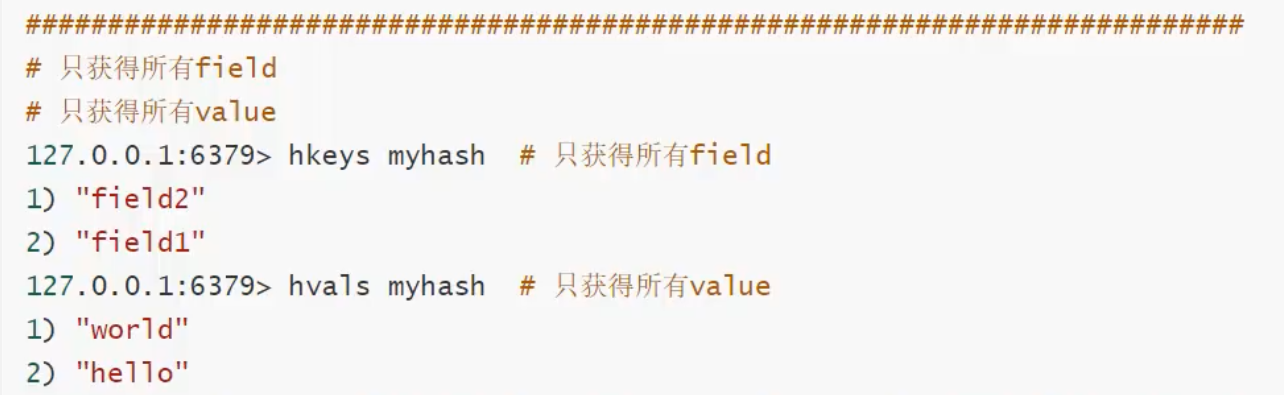 ##########################################################################
# 只获得所有field
# 只获得所有value
127.0.0.1:6379> hkeys myhash  # 只获得所有field
1) "field2"
2) "field1"
127.0.0.1:6379> hvals myhash  # 只获得所有value
1) "world"
2) "hello"